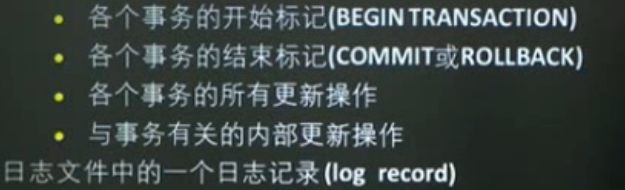 • 各个事务的开始标记(BEGIN TRANSACTION)
• 各个事务的结束标记(COMMIT或ROLLBACK)
• 各个事务的所有更新操作
• 与事务有关的内部更新操作
日志文件中的一个日志记录(log record)